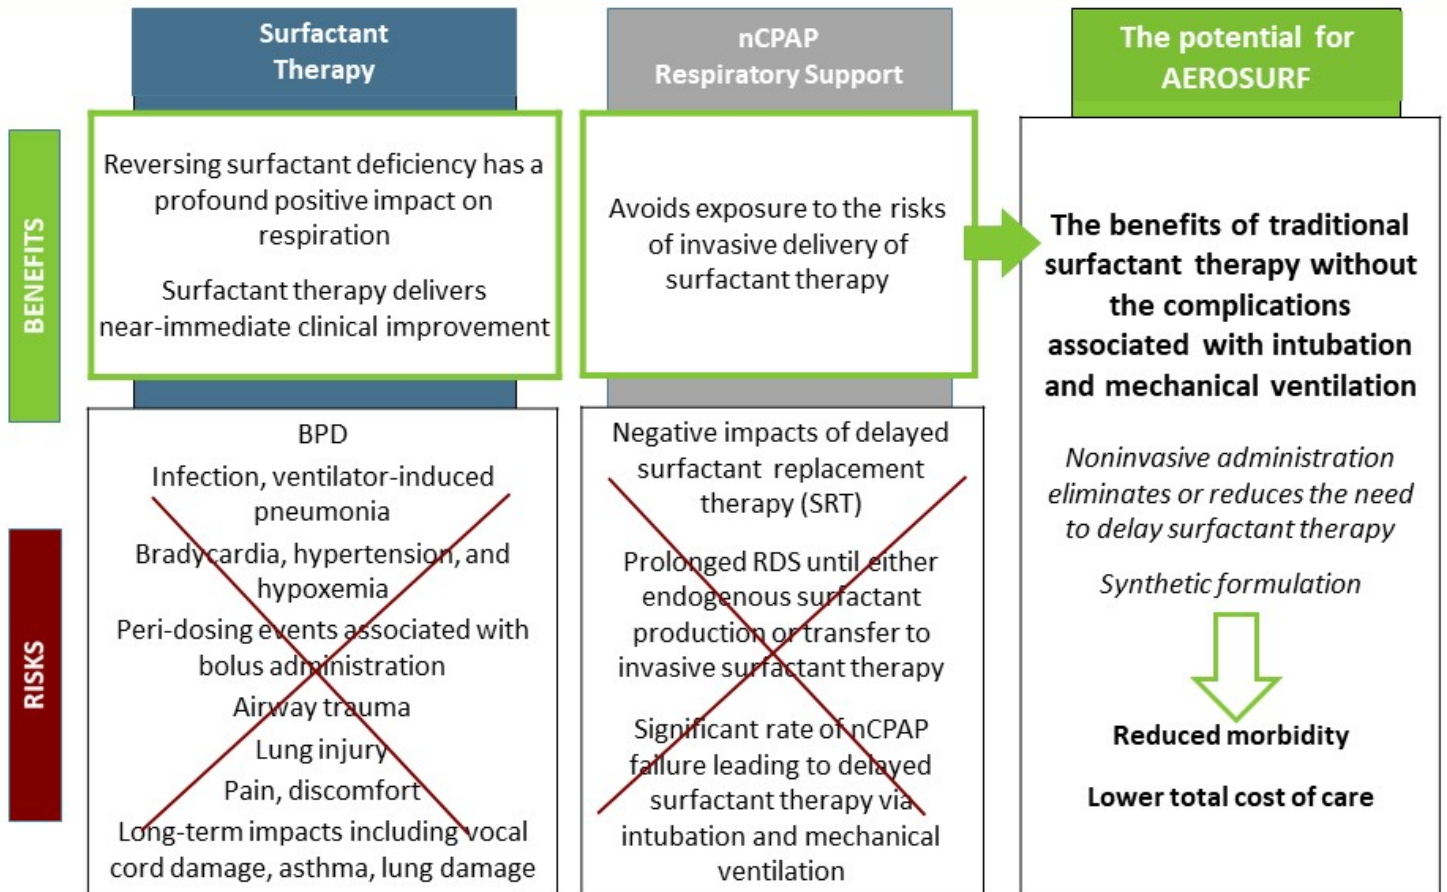 Surfactant
Therapy
nCPAP
Respiratory Support
The potential for
AEROSURF
BENEFITS
Reversing surfactant deficiency has a
profound positive impact on
respiration
Surfactant therapy delivers
near-immediate clinical improvement
Avoids exposure to the risks
of invasive delivery of
surfactant therapy
The benefits of traditional
surfactant therapy without
the complications
associated with intubation
and mechanical ventilation
Noninvasive administration
eliminates or reduces the need
to delay surfactant therapy
Synthetic formulation
Reduced morbidity
Lower total cost of care
RISKS
BPD
Infection, ventilator-induced
pneumonia
Bradycardia, hypertension, and
hypoxemia
Peri-dosing events associated with
bolus administration
Airway trauma
Lung injury
Pain, discomfort
Long-term impacts including vocal
cord damage, asthma, lung damage
Negative impacts of delayed
surfactant replacement
therapy (SRT)
Prolonged RDS until either
endogenous surfactant
production or transfer to
invasive surfactant therapy
Significant rate of nCPAP
failure leading to delayed
surfactant therapy via
intubation and mechanical
ventilation